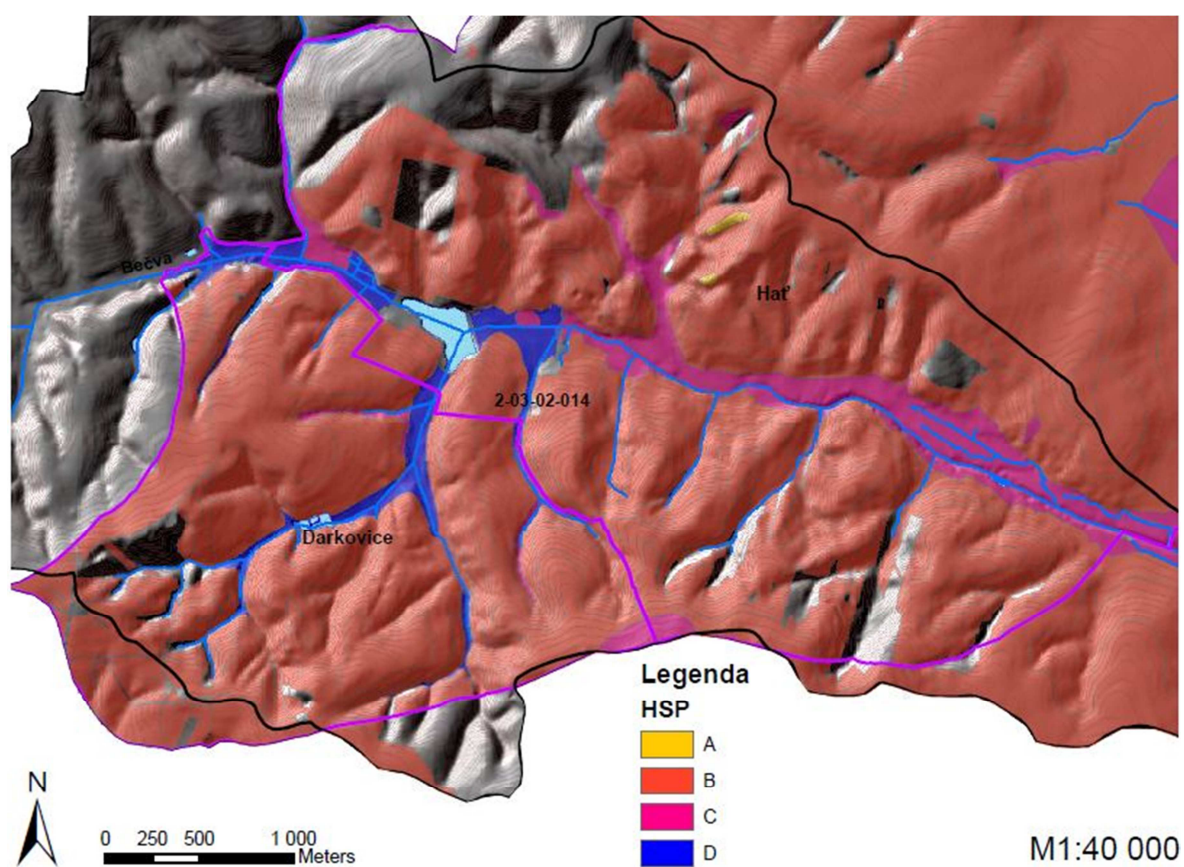 Bečva
Hať
2-03-02-014
Darkovice
Legenda
HSP
A
B
C
D
N
0 250 500 1 000
Meters
M1:40 000